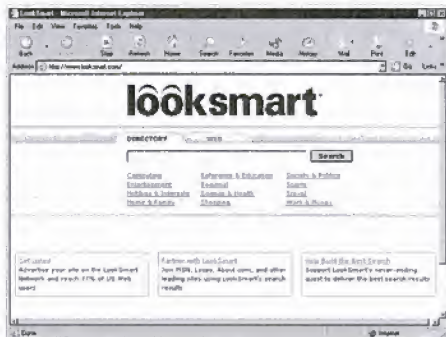 LookSmart - Microsoft Internet Explorer
File Edit View Favorites Tools Help
Back Stop Refresh Home Search Favorites Media History Mail Print Edit
Address http://www.looksmart.com/ Go Links
looksmart
DIRECTORY WEB
Search
Computing Reference & Education Society & Politics
Entertainment Regional Sports
Hobbies & Interests Science & Health Travel
Home & Family Shopping Work & Money
Get Listed Partner with LookSmart Help Build the Best Search
Advertise your site on the LookSmart Join MSN, About.com, and other Support LookSmart's never-ending
Network and reach 77% of US Web leading sites using LookSmart's search quest to deliver the best search results
users results
Internet